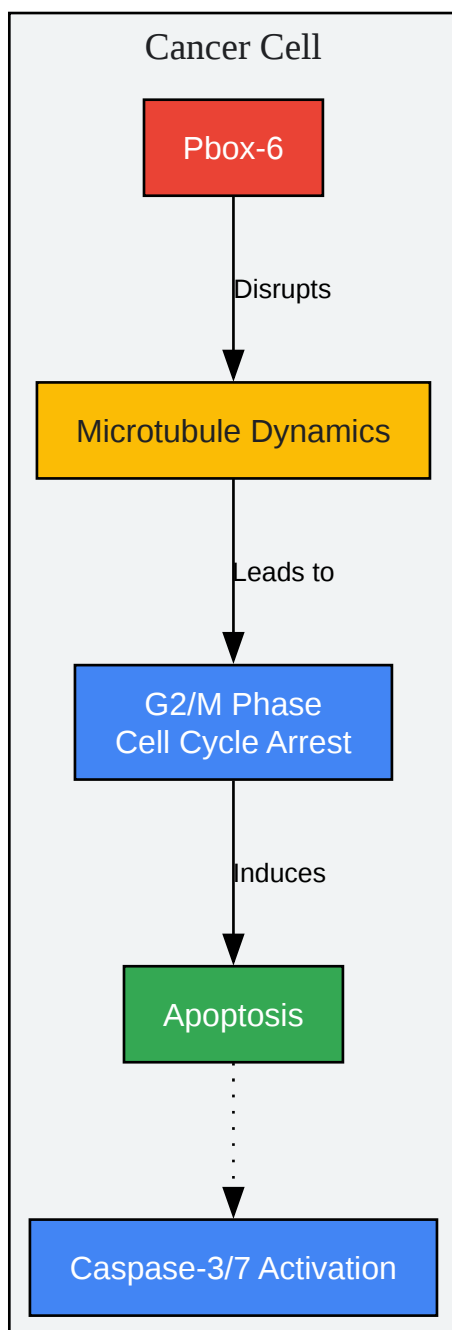 Cancer Cell
Pbox-6
Disrupts
Microtubule Dynamics
Leads to
G2/M Phase
Cell Cycle Arrest
Induces
Apoptosis
Caspase-3/7 Activation